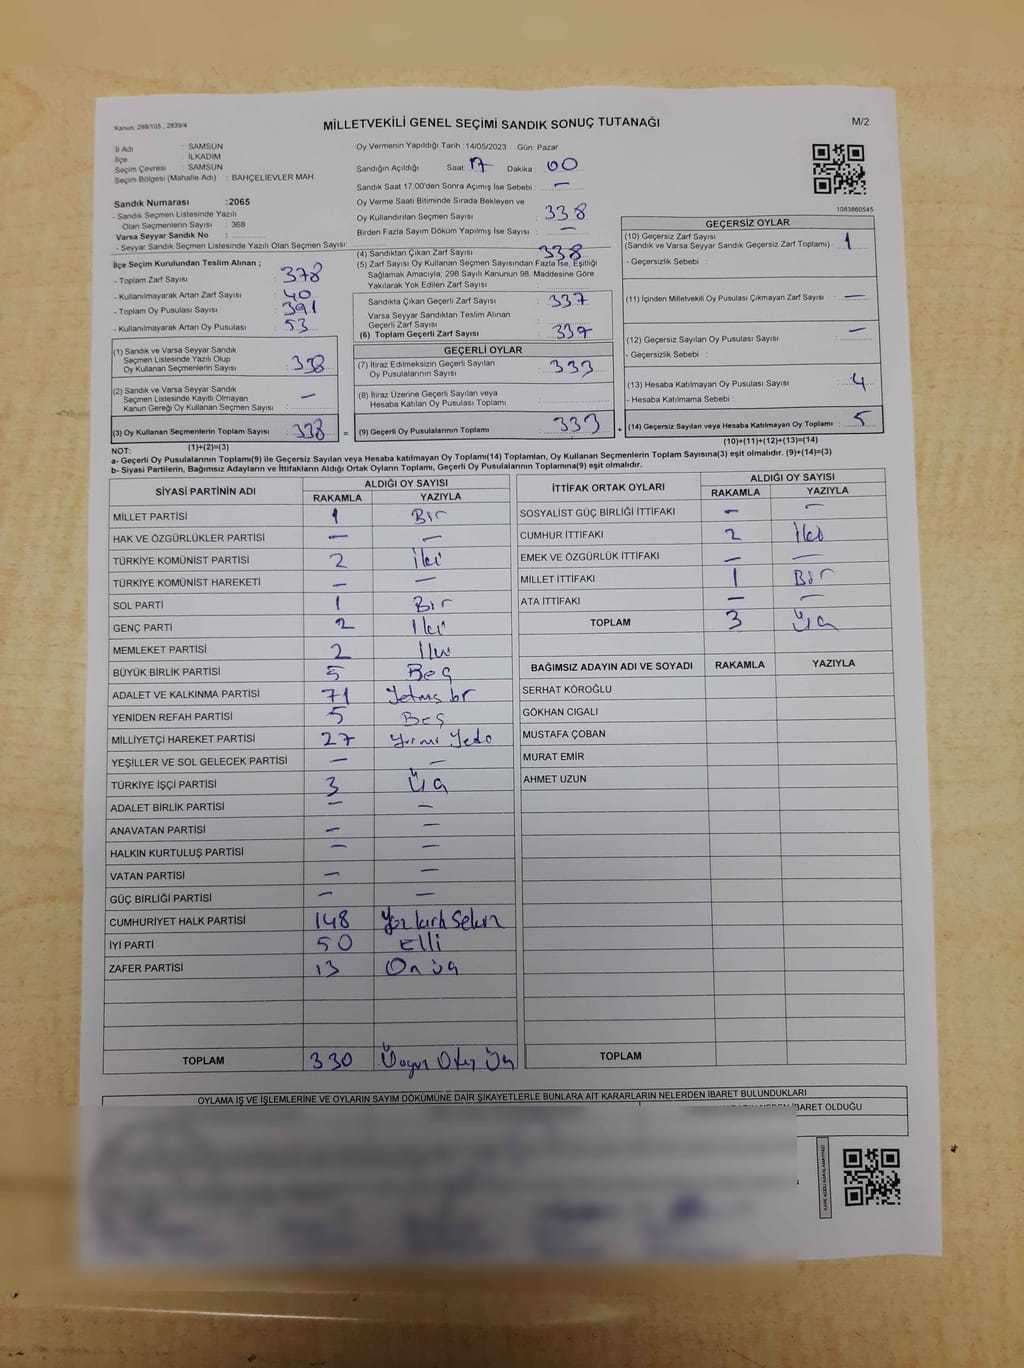 Kanun: 298/105 , 2839/4
MİLLETVEKİLİ GENEL SEÇİMİ SANDIK SONUÇ TUTANAĞI
M/2
İl Adı : SAMSUN
İlçe : İLKADIM
Seçim Çevresi : SAMSUN
Seçim Bölgesi (Mahalle Adı) : BAHÇELİEVLER MAH.
Sandık Numarası :2065
- Sandık Seçmen Listesinde Yazılı
Olan Seçmenlerin Sayısı : 368
Varsa Seyyar Sandık No :
- Seyyar Sandık Seçmen Listesinde Yazılı Olan Seçmen Sayısı:
Oy Vermenin Yapıldığı Tarih :14/05/2023 Gün: Pazar
Sandığın Açıldığı Saat: 17 Dakika : 00
Sandık Saat 17:00'den Sonra Açımış İse Sebebi : —
Oy Verme Saati Bitiminde Sırada Bekleyen ve
Oy Kullandırılan Seçmen Sayısı : 338
Birden Fazla Sayım Döküm Yapılmış İse Sayısı : —
1083860545
İlçe Seçim Kurulundan Teslim Alınan ;
- Toplam Zarf Sayısı : 378
- Kullanılmayarak Artan Zarf Sayısı : 40
- Toplam Oy Pusulası Sayısı : 391
- Kullanılmayarak Artan Oy Pusulası : 53
(4) Sandıktan Çıkan Zarf Sayısı : 338
(5) Zarf Sayısı Oy Kullanan Seçmen Sayısından Fazla İse, Eşitliği
Sağlamak Amacıyla; 298 Sayılı Kanunun 98. Maddesine Göre
Yakılarak Yok Edilen Zarf Sayısı :
Sandıkta Çıkan Geçerli Zarf Sayısı : 337
Varsa Seyyar Sandıktan Teslim Alınan
Geçerli Zarf Sayısı :
(6) Toplam Geçerli Zarf Sayısı : 337
GEÇERSİZ OYLAR
(10) Geçersiz Zarf Sayısı
(Sandık ve Varsa Seyyar Sandık Geçersiz Zarf Toplamı) : 1
- Geçersizlik Sebebi :
(11) İçinden Milletvekili Oy Pusulası Çıkmayan Zarf Sayısı : —
(12) Geçersiz Sayılan Oy Pusulası Sayısı : —
- Geçersizlik Sebebi :
(13) Hesaba Katılmayan Oy Pusulası Sayısı : 4
- Hesaba Katılmama Sebebi :
(14) Geçersiz Sayılan veya Hesaba Katılmayan Oy Toplamı : 5
(1) Sandık ve Varsa Seyyar Sandık
Seçmen Listesinde Yazılı Olup
Oy Kullanan Seçmenlerin Sayısı : 338
(2) Sandık ve Varsa Seyyar Sandık
Seçmen Listesinde Kayıtlı Olmayan
Kanun Gereği Oy Kullanan Seçmen Sayısı : —
(3) Oy Kullanan Seçmenlerin Toplam Sayısı : 338
GEÇERLİ OYLAR
(7) İtiraz Edilmeksizin Geçerli Sayılan
Oy Pusulalarının Sayısı : 333
(8) İtiraz Üzerine Geçerli Sayılan veya
Hesaba Katılan Oy Pusulası Toplamı :
= (9) Geçerli Oy Pusulalarının Toplamı : 333 +
NOT: (1)+(2)=(3)
(10)+(11)+(12)+(13)=(14)
a- Geçerli Oy Pusulalarının Toplamı(9) ile Geçersiz Sayılan veya Hesaba katılmayan Oy Toplamı(14) Toplamları, Oy Kullanan Seçmenlerin Toplam Sayısına(3) eşit olmalıdır. (9)+(14)=(3)
b- Siyasi Partilerin, Bağımsız Adayların ve İttifakların Aldığı Ortak Oyların Toplamı, Geçerli Oy Pusulalarının Toplamına(9) eşit olmalıdır.
SİYASİ PARTİNİN ADI ALDIĞI OY SAYISI
RAKAMLA YAZIYLA
MİLLET PARTİSİ 1 Bir
HAK VE ÖZGÜRLÜKLER PARTİSİ — —
TÜRKİYE KOMÜNİST PARTİSİ 2 İki
TÜRKİYE KOMÜNİST HAREKETİ — —
SOL PARTİ 1 Bir
GENÇ PARTİ 2 İki
MEMLEKET PARTİSİ 2 İki
BÜYÜK BİRLİK PARTİSİ 5 Beş
ADALET VE KALKINMA PARTİSİ 71 Yetmiş bir
YENİDEN REFAH PARTİSİ 5 Beş
MİLLİYETÇİ HAREKET PARTİSİ 27 Yirmi Yedi
YEŞİLLER VE SOL GELECEK PARTİSİ — —
TÜRKİYE İŞÇİ PARTİSİ 3 Üç
ADALET BİRLİK PARTİSİ — —
ANAVATAN PARTİSİ — —
HALKIN KURTULUŞ PARTİSİ — —
VATAN PARTİSİ — —
GÜÇ BİRLİĞİ PARTİSİ — —
CUMHURİYET HALK PARTİSİ 148 Yüz kırk Sekiz
İYİ PARTİ 50 Elli
ZAFER PARTİSİ 13 On üç
TOPLAM 330
İTTİFAK ORTAK OYLARI ALDIĞI OY SAYISI
RAKAMLA YAZIYLA
SOSYALİST GÜÇ BİRLİĞİ İTTİFAKI — —
CUMHUR İTTİFAKI 2 İki
EMEK VE ÖZGÜRLÜK İTTİFAKI — —
MİLLET İTTİFAKI 1 Bir
ATA İTTİFAKI — —
TOPLAM 3 Üç
BAĞIMSIZ ADAYIN ADI VE SOYADI RAKAMLA YAZIYLA
SERHAT KÖROĞLU
GÖKHAN CIGALI
MUSTAFA ÇOBAN
MURAT EMİR
AHMET UZUN
TOPLAM
OYLAMA İŞ VE İŞLEMLERİNE VE OYLARIN SAYIM DÖKÜMÜNE DAİR ŞİKAYETLERLE BUNLARA AİT KARARLARIN NELERDEN İBARET BULUNDUKLARI
İBARET OLDUĞU